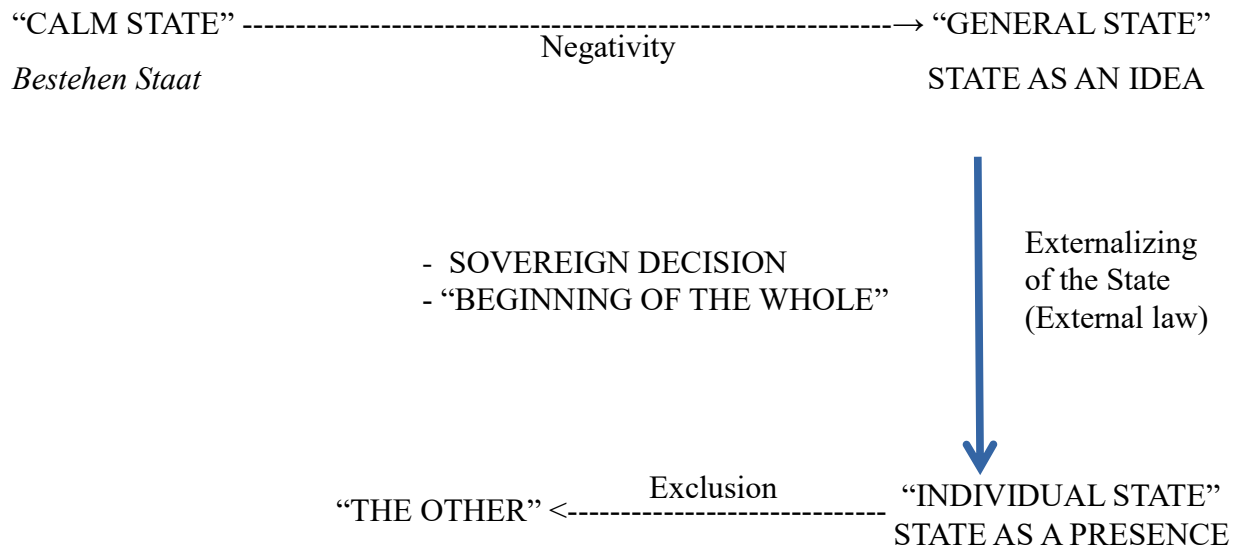 “CALM STATE” → “GENERAL STATE”
Negativity
Bestehen Staat STATE AS AN IDEA
Externalizing
of the State
(External law)
- SOVEREIGN DECISION
- “BEGINNING OF THE WHOLE”
“THE OTHER” <------------------------------ “INDIVIDUAL STATE”
Exclusion
STATE AS A PRESENCE